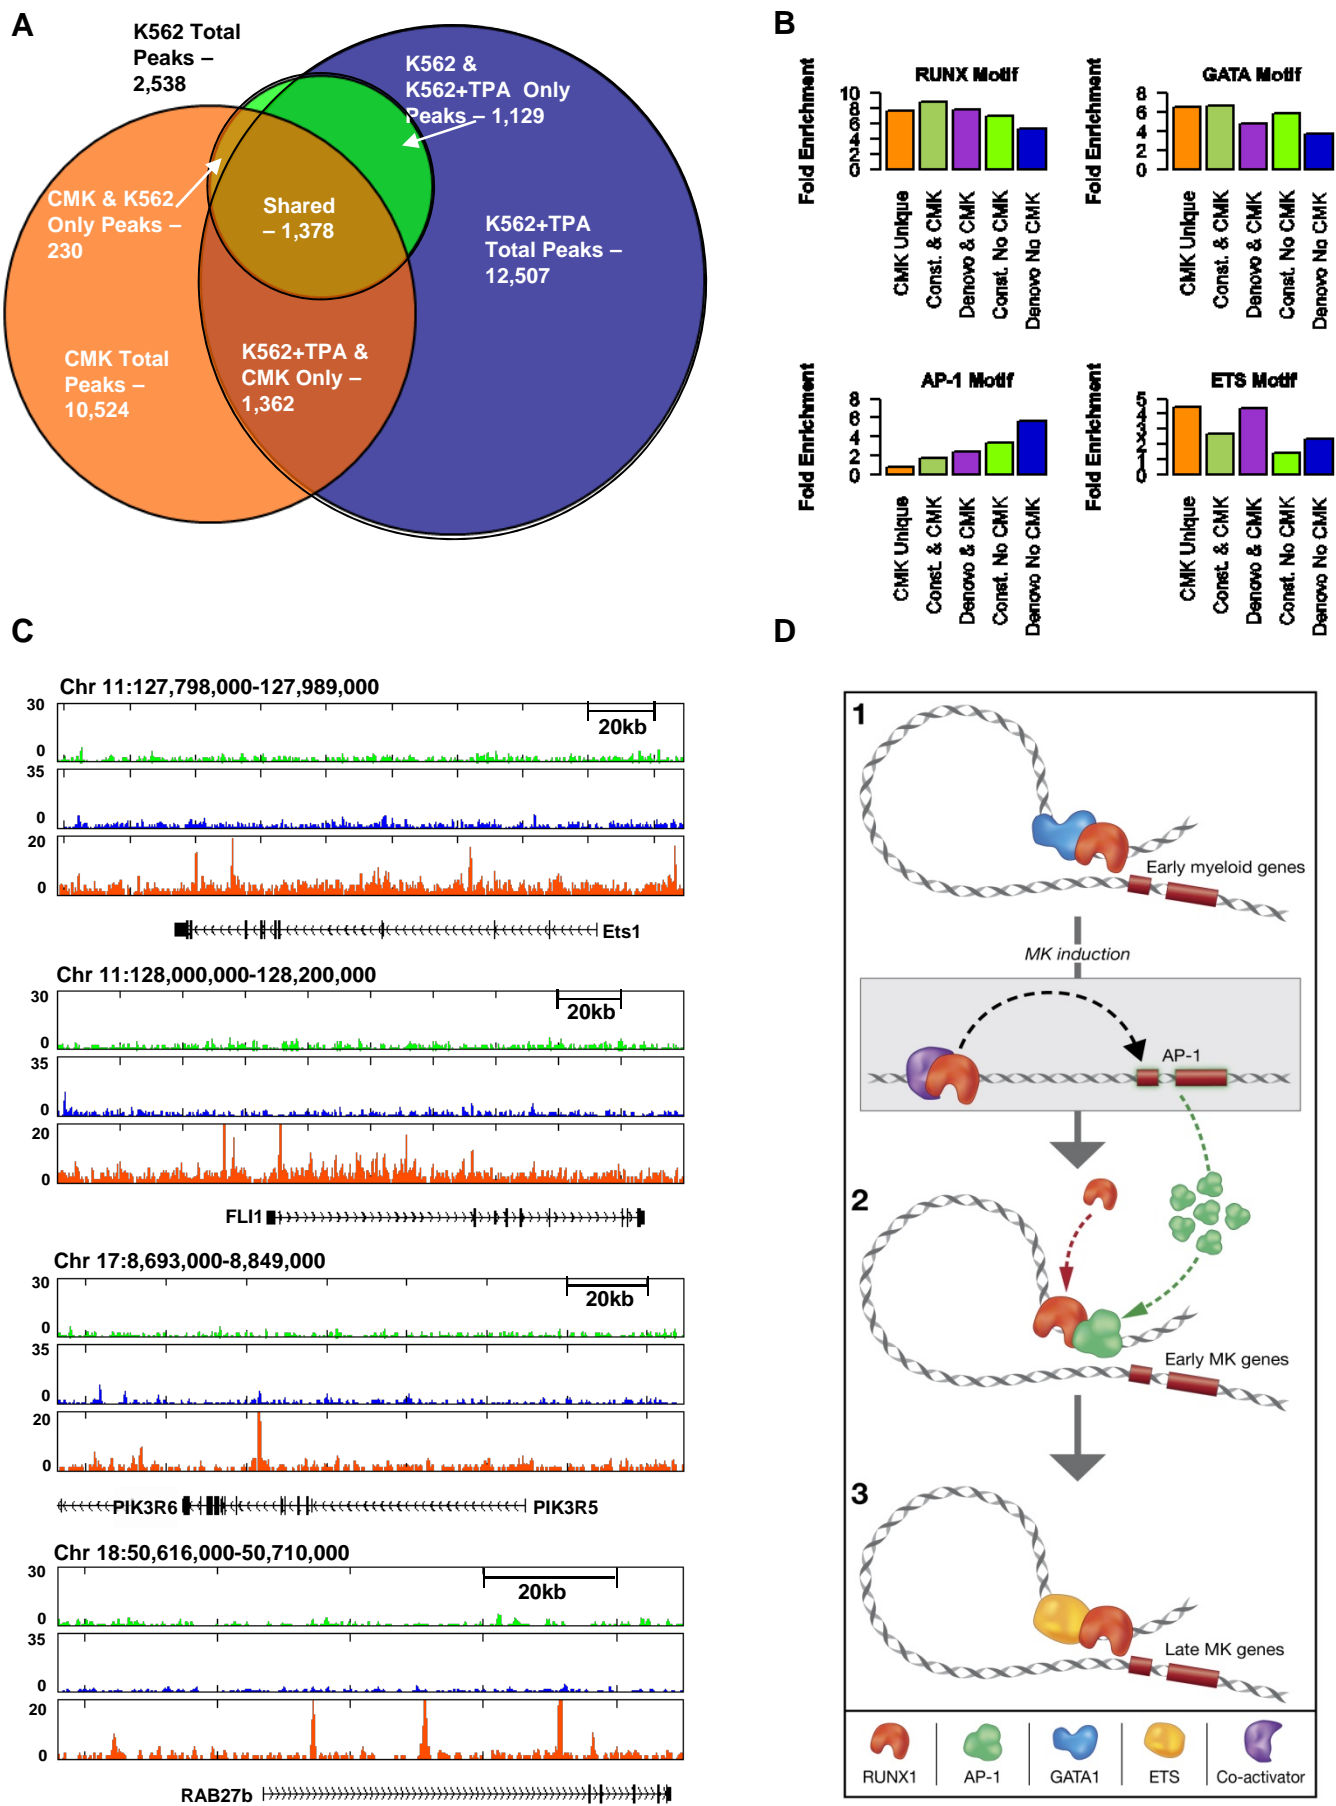 A
K562 Total
Peaks –
2,538
K562 &
K562+TPA Only
Peaks – 1,129
CMK & K562
Only Peaks –
230
Shared
– 1,378
K562+TPA
Total Peaks –
12,507
CMK Total
Peaks –
10,524
K562+TPA &
CMK Only –
1,362
B
RUNX Motif
Fold Enrichment
10
8
6
4
2
0
CMK Unique
Const. & CMK
Denovo & CMK
Const. No CMK
Denovo No CMK
GATA Motif
Fold Enrichment
8
6
4
2
0
CMK Unique
Const. & CMK
Denovo & CMK
Const. No CMK
Denovo No CMK
AP-1 Motif
Fold Enrichment
8
6
4
2
0
CMK Unique
Const. & CMK
Denovo & CMK
Const. No CMK
Denovo No CMK
ETS Motif
Fold Enrichment
5
4
3
2
1
0
CMK Unique
Const. & CMK
Denovo & CMK
Const. No CMK
Denovo No CMK
C
Chr 11:127,798,000-127,989,000
30
0
20kb
35
0
20
0
Ets1
Chr 11:128,000,000-128,200,000
30
0
20kb
35
0
20
0
FLI1
Chr 17:8,693,000-8,849,000
30
0
20kb
35
0
20
0
PIK3R6
PIK3R5
Chr 18:50,616,000-50,710,000
30
0
20kb
35
0
20
0
RAB27b
D
1
Early myeloid genes
MK induction
AP-1
2
Early MK genes
3
Late MK genes
RUNX1
AP-1
GATA1
ETS
Co-activator